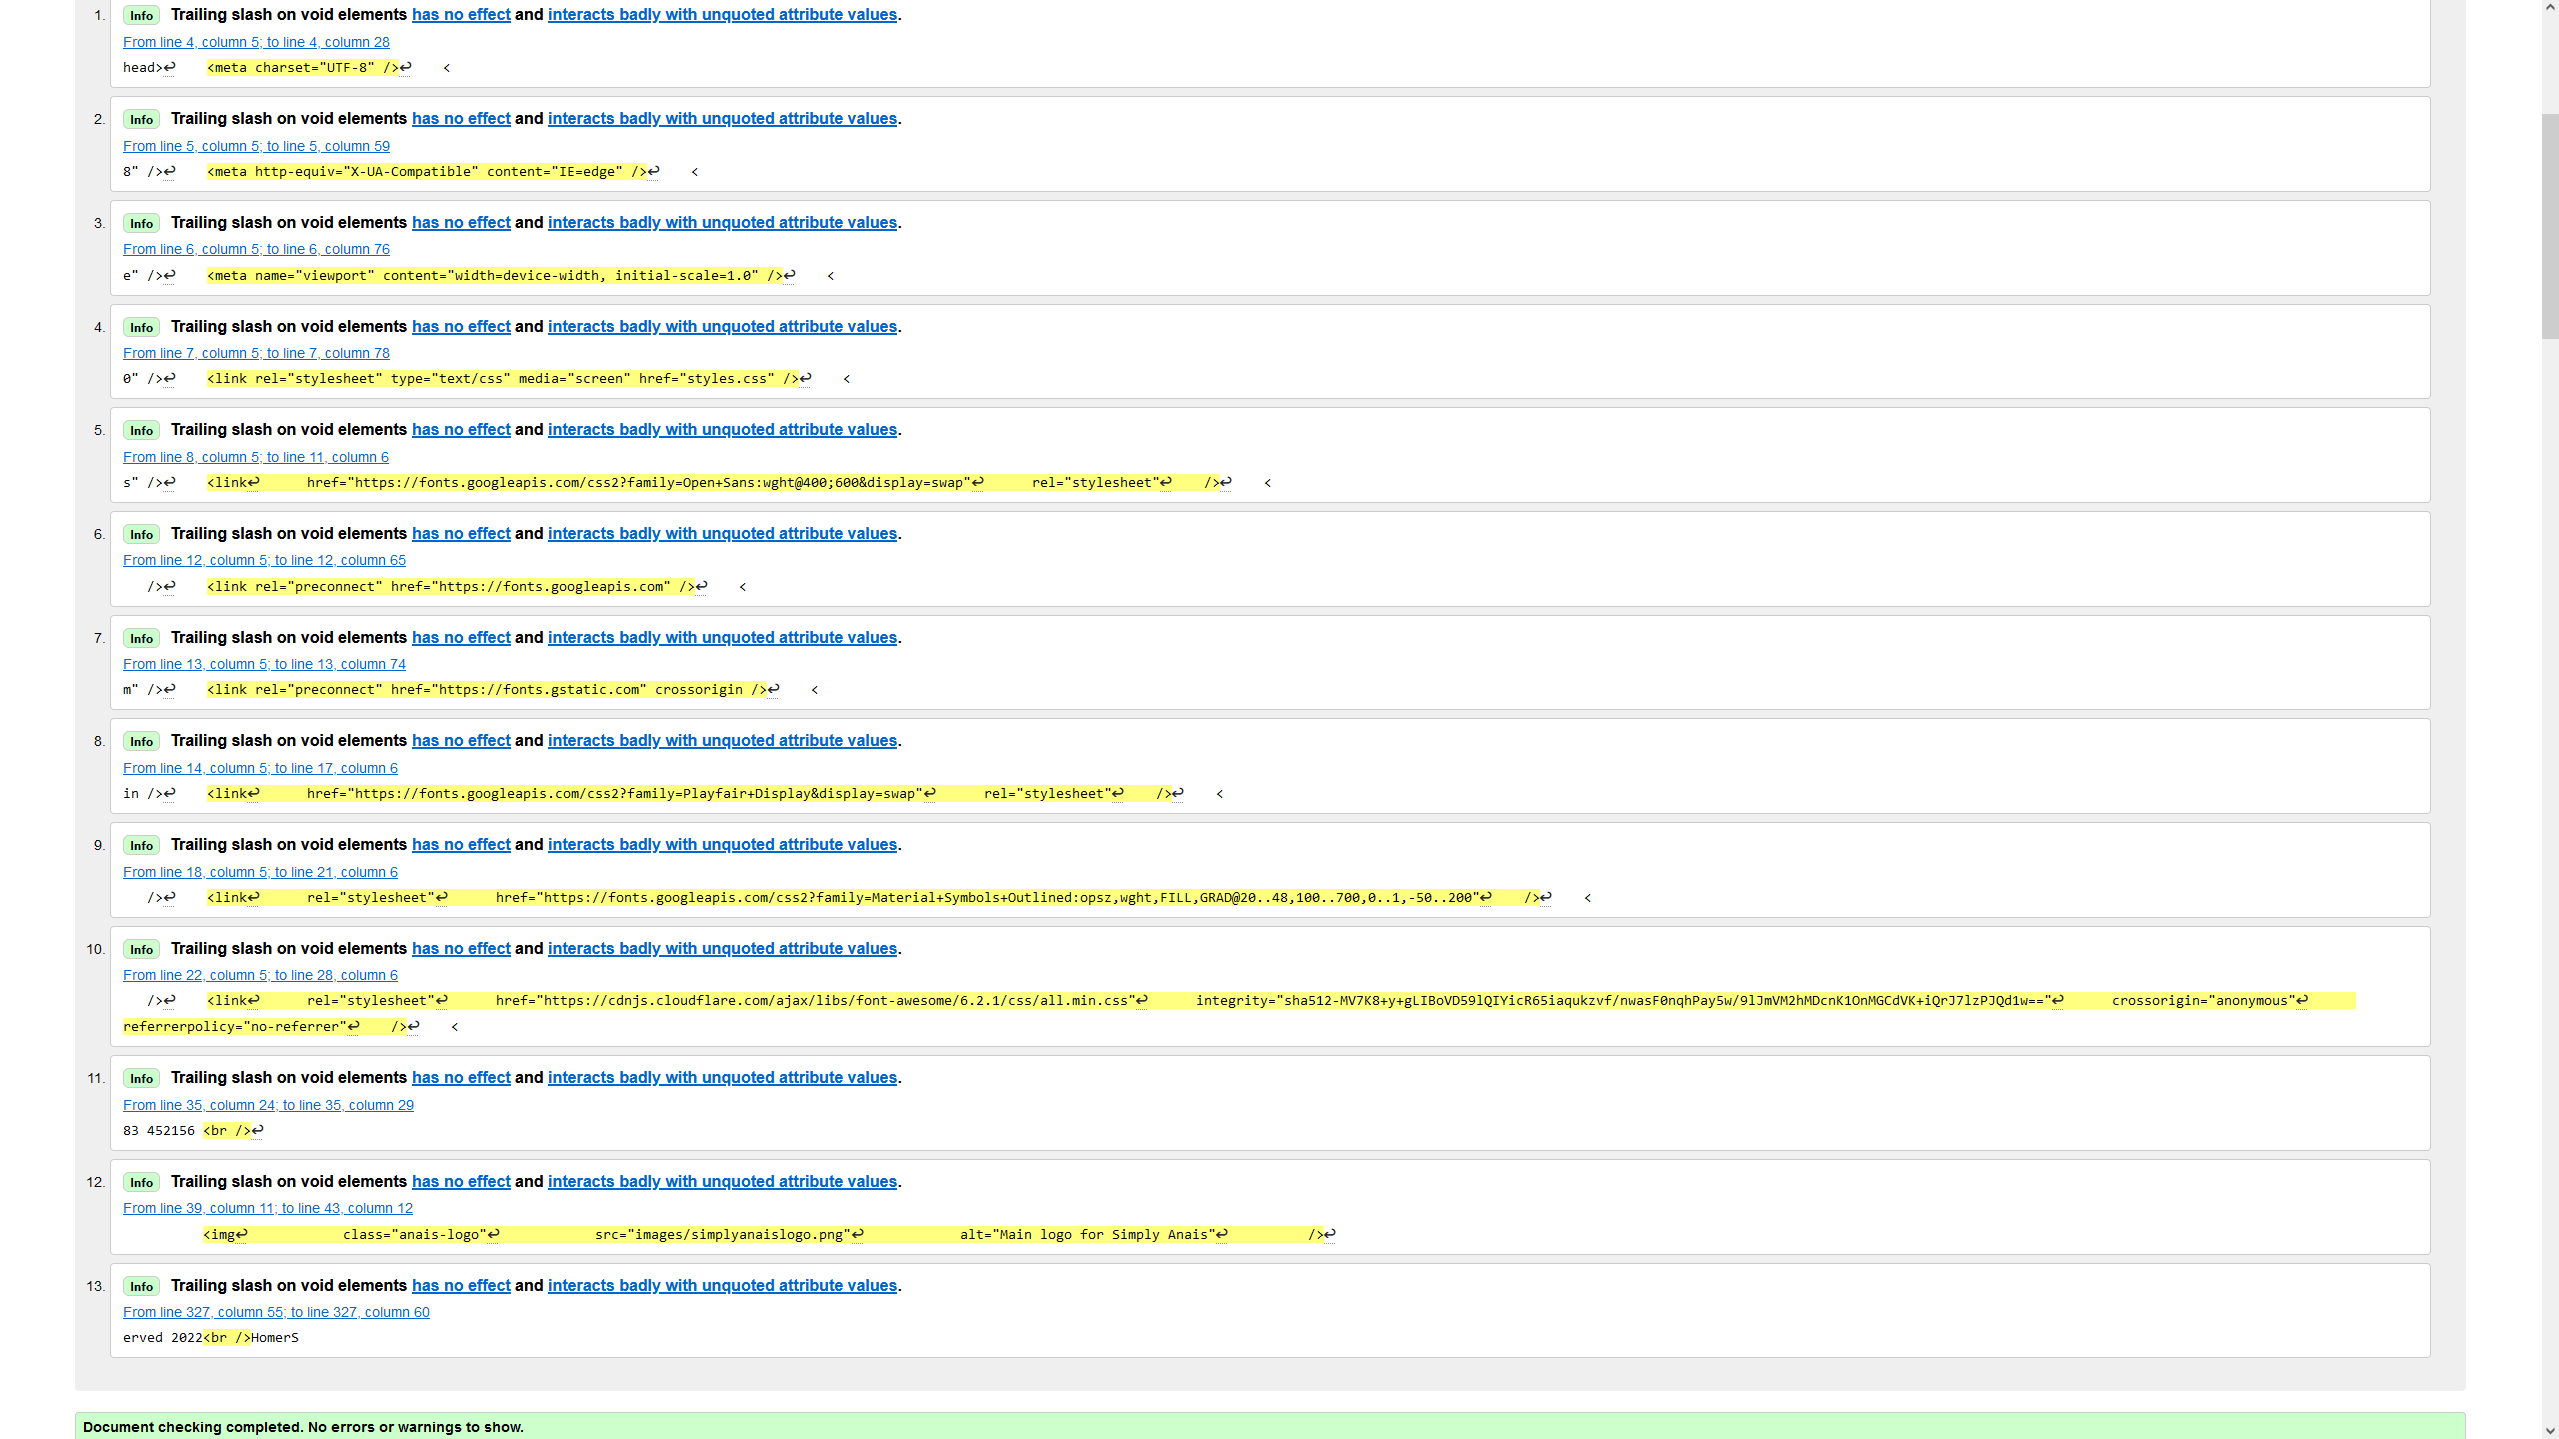 1. Info Trailing slash on void elements has no effect and interacts badly with unquoted attribute values.
From line 4, column 5; to line 4, column 28
head>↩    <meta charset="UTF-8" />↩    <
2. Info Trailing slash on void elements has no effect and interacts badly with unquoted attribute values.
From line 5, column 5; to line 5, column 59
8" />↩    <meta http-equiv="X-UA-Compatible" content="IE=edge" />↩    <
3. Info Trailing slash on void elements has no effect and interacts badly with unquoted attribute values.
From line 6, column 5; to line 6, column 76
e" />↩    <meta name="viewport" content="width=device-width, initial-scale=1.0" />↩    <
4. Info Trailing slash on void elements has no effect and interacts badly with unquoted attribute values.
From line 7, column 5; to line 7, column 78
0" />↩    <link rel="stylesheet" type="text/css" media="screen" href="styles.css" />↩    <
5. Info Trailing slash on void elements has no effect and interacts badly with unquoted attribute values.
From line 8, column 5; to line 11, column 6
s" />↩    <link↩      href="https://fonts.googleapis.com/css2?family=Open+Sans:wght@400;600&display=swap"↩      rel="stylesheet"↩    />↩    <
6. Info Trailing slash on void elements has no effect and interacts badly with unquoted attribute values.
From line 12, column 5; to line 12, column 65
/>↩    <link rel="preconnect" href="https://fonts.googleapis.com" />↩    <
7. Info Trailing slash on void elements has no effect and interacts badly with unquoted attribute values.
From line 13, column 5; to line 13, column 74
m" />↩    <link rel="preconnect" href="https://fonts.gstatic.com" crossorigin />↩    <
8. Info Trailing slash on void elements has no effect and interacts badly with unquoted attribute values.
From line 14, column 5; to line 17, column 6
in />↩    <link↩      href="https://fonts.googleapis.com/css2?family=Playfair+Display&display=swap"↩      rel="stylesheet"↩    />↩    <
9. Info Trailing slash on void elements has no effect and interacts badly with unquoted attribute values.
From line 18, column 5; to line 21, column 6
/>↩    <link↩      rel="stylesheet"↩      href="https://fonts.googleapis.com/css2?family=Material+Symbols+Outlined:opsz,wght,FILL,GRAD@20..48,100..700,0..1,-50..200"↩    />↩    <
10. Info Trailing slash on void elements has no effect and interacts badly with unquoted attribute values.
From line 22, column 5; to line 28, column 6
/>↩    <link↩      rel="stylesheet"↩      href="https://cdnjs.cloudflare.com/ajax/libs/font-awesome/6.2.1/css/all.min.css"↩      integrity="sha512-MV7K8+y+gLIBoVD59lQIYicR65iaqukzvf/nwasF0nqhPay5w/9lJmVM2hMDcnK1OnMGCdVK+iQrJ7lzPJQd1w=="↩      crossorigin="anonymous"↩
referrerpolicy="no-referrer"↩    />↩    <
11. Info Trailing slash on void elements has no effect and interacts badly with unquoted attribute values.
From line 35, column 24; to line 35, column 29
83 452156 <br />↩
12. Info Trailing slash on void elements has no effect and interacts badly with unquoted attribute values.
From line 39, column 11; to line 43, column 12
<img↩            class="anais-logo"↩            src="images/simplyanaislogo.png"↩            alt="Main logo for Simply Anais"↩          />↩
13. Info Trailing slash on void elements has no effect and interacts badly with unquoted attribute values.
From line 327, column 55; to line 327, column 60
erved 2022<br />HomerS
Document checking completed. No errors or warnings to show.